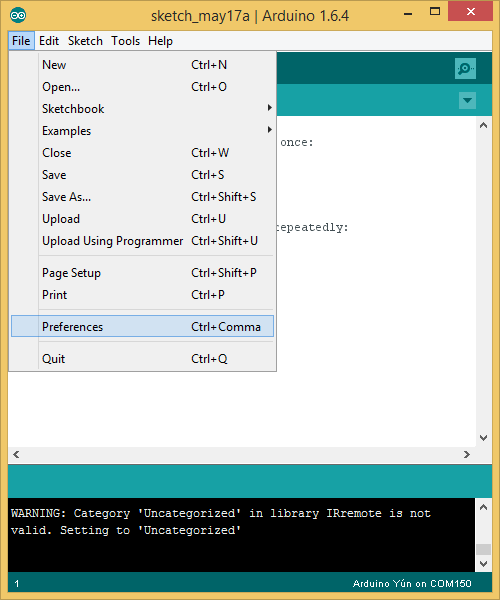 sketch_may17a | Arduino 1.6.4
File Edit Sketch Tools Help
New Ctrl+N
Open... Ctrl+O
Sketchbook
Examples
Close Ctrl+W
Save Ctrl+S
Save As... Ctrl+Shift+S
Upload Ctrl+U
Upload Using Programmer Ctrl+Shift+U
Page Setup Ctrl+Shift+P
Print Ctrl+P
Preferences Ctrl+Comma
Quit Ctrl+Q
once:
epeatedly:
WARNING: Category 'Uncategorized' in library IRremote is not
valid. Setting to 'Uncategorized'
1 Arduino Yún on COM150